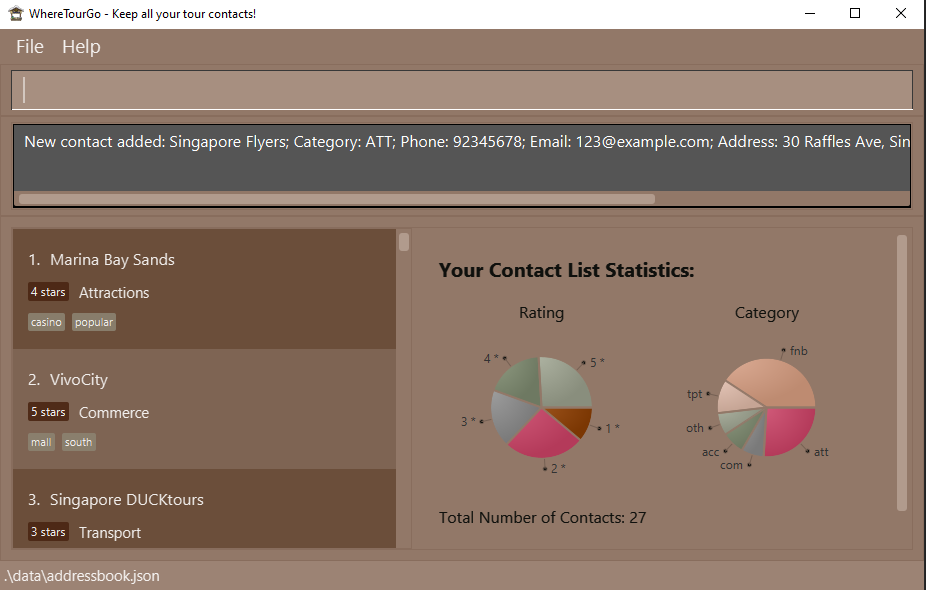 WhereTourGo - Keep all your tour contacts!
File Help
New contact added: Singapore Flyers; Category: ATT; Phone: 92345678; Email: 123@example.com; Address: 30 Raffles Ave, Sin
1. Marina Bay Sands
4 stars Attractions
casino popular
2. VivoCity
5 stars Commerce
mall south
3. Singapore DUCKtours
3 stars Transport
Your Contact List Statistics:
Rating
4 *
5 *
3 *
1 *
2 *
Category
fnb
tpt
oth
acc
com
att
Total Number of Contacts: 27
.\data\addressbook.json